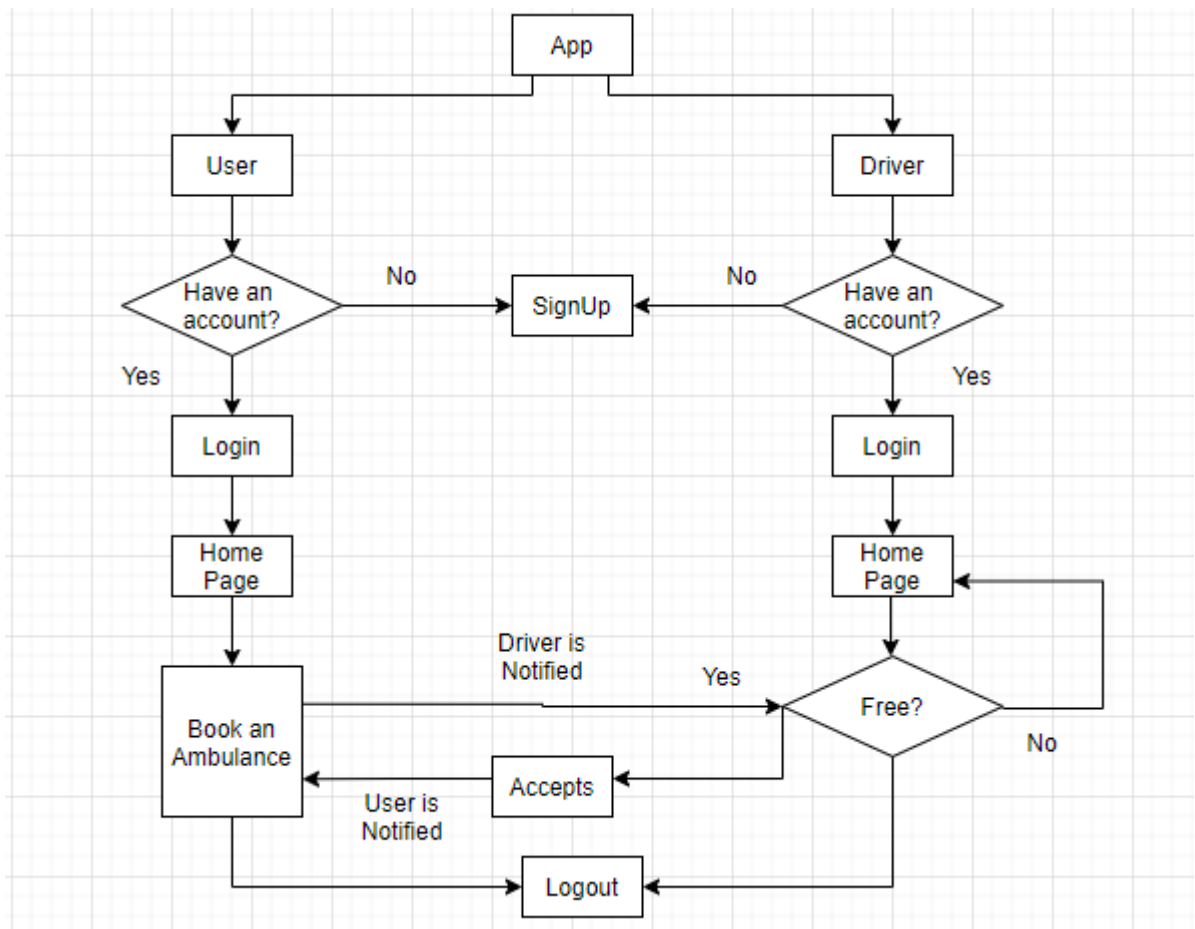 App
User
Driver
Have an
account?
No
SignUp
No
Have an
account?
Yes
Yes
Login
Login
Home
Page
Home
Page
Driver is
Notified
Yes
Book an
Ambulance
Free?
No
Accepts
User is
Notified
Logout